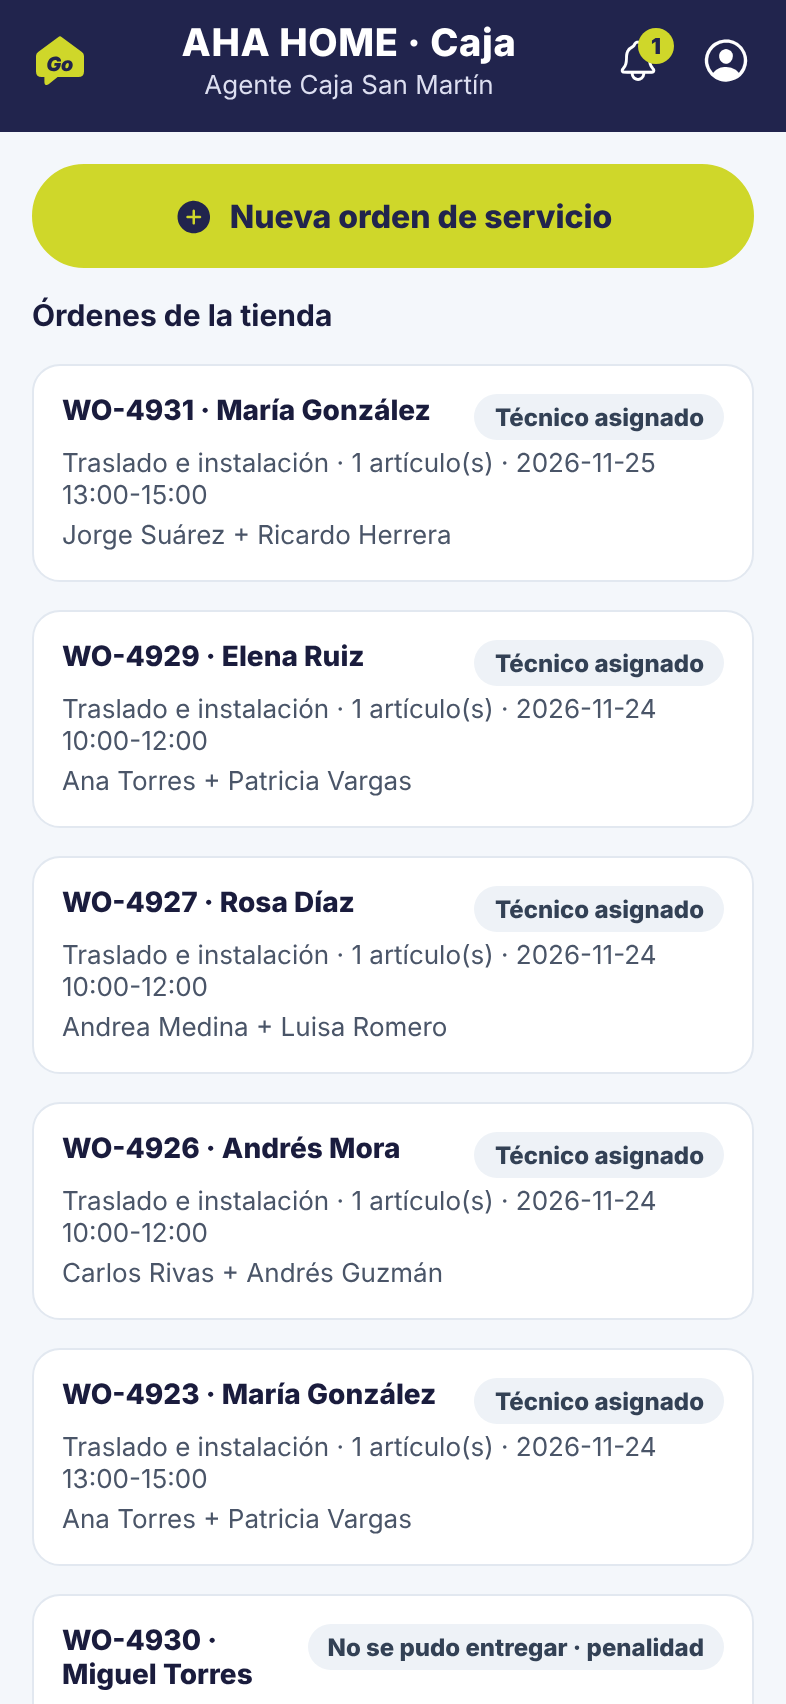 Go
AHA HOME · Caja
Agente Caja San Martín
1
Nueva orden de servicio
Órdenes de la tienda
WO-4931 · María González
Técnico asignado
Traslado e instalación · 1 artículo(s) · 2026-11-25
13:00-15:00
Jorge Suárez + Ricardo Herrera
WO-4929 · Elena Ruiz
Técnico asignado
Traslado e instalación · 1 artículo(s) · 2026-11-24
10:00-12:00
Ana Torres + Patricia Vargas
WO-4927 · Rosa Díaz
Técnico asignado
Traslado e instalación · 1 artículo(s) · 2026-11-24
10:00-12:00
Andrea Medina + Luisa Romero
WO-4926 · Andrés Mora
Técnico asignado
Traslado e instalación · 1 artículo(s) · 2026-11-24
10:00-12:00
Carlos Rivas + Andrés Guzmán
WO-4923 · María González
Técnico asignado
Traslado e instalación · 1 artículo(s) · 2026-11-24
13:00-15:00
Ana Torres + Patricia Vargas
WO-4930 ·
Miguel Torres
No se pudo entregar · penalidad